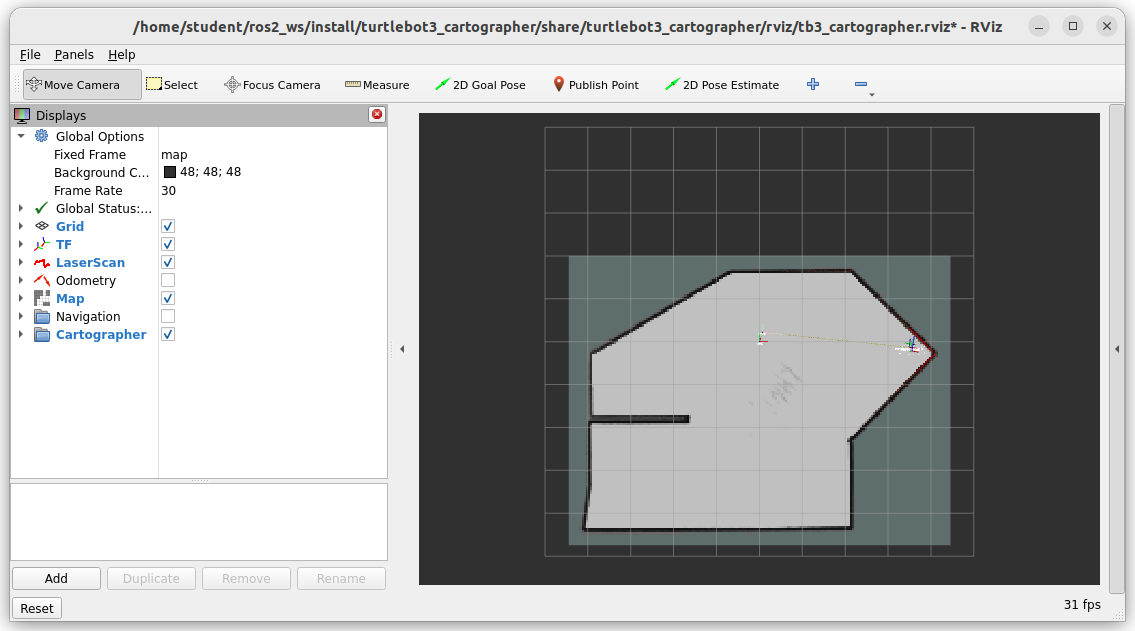 /home/student/ros2_ws/install/turtlebot3_cartographer/share/turtlebot3_cartographer/rviz/tb3_cartographer.rviz* - RViz
File Panels Help
Move Camera Select Focus Camera Measure 2D Goal Pose Publish Point 2D Pose Estimate
Displays
Global Options
Fixed Frame map
Background C... 48; 48; 48
Frame Rate 30
Global Status:...
Grid
TF
LaserScan
Odometry
Map
Navigation
Cartographer
Add Duplicate Remove Rename
Reset 31 fps